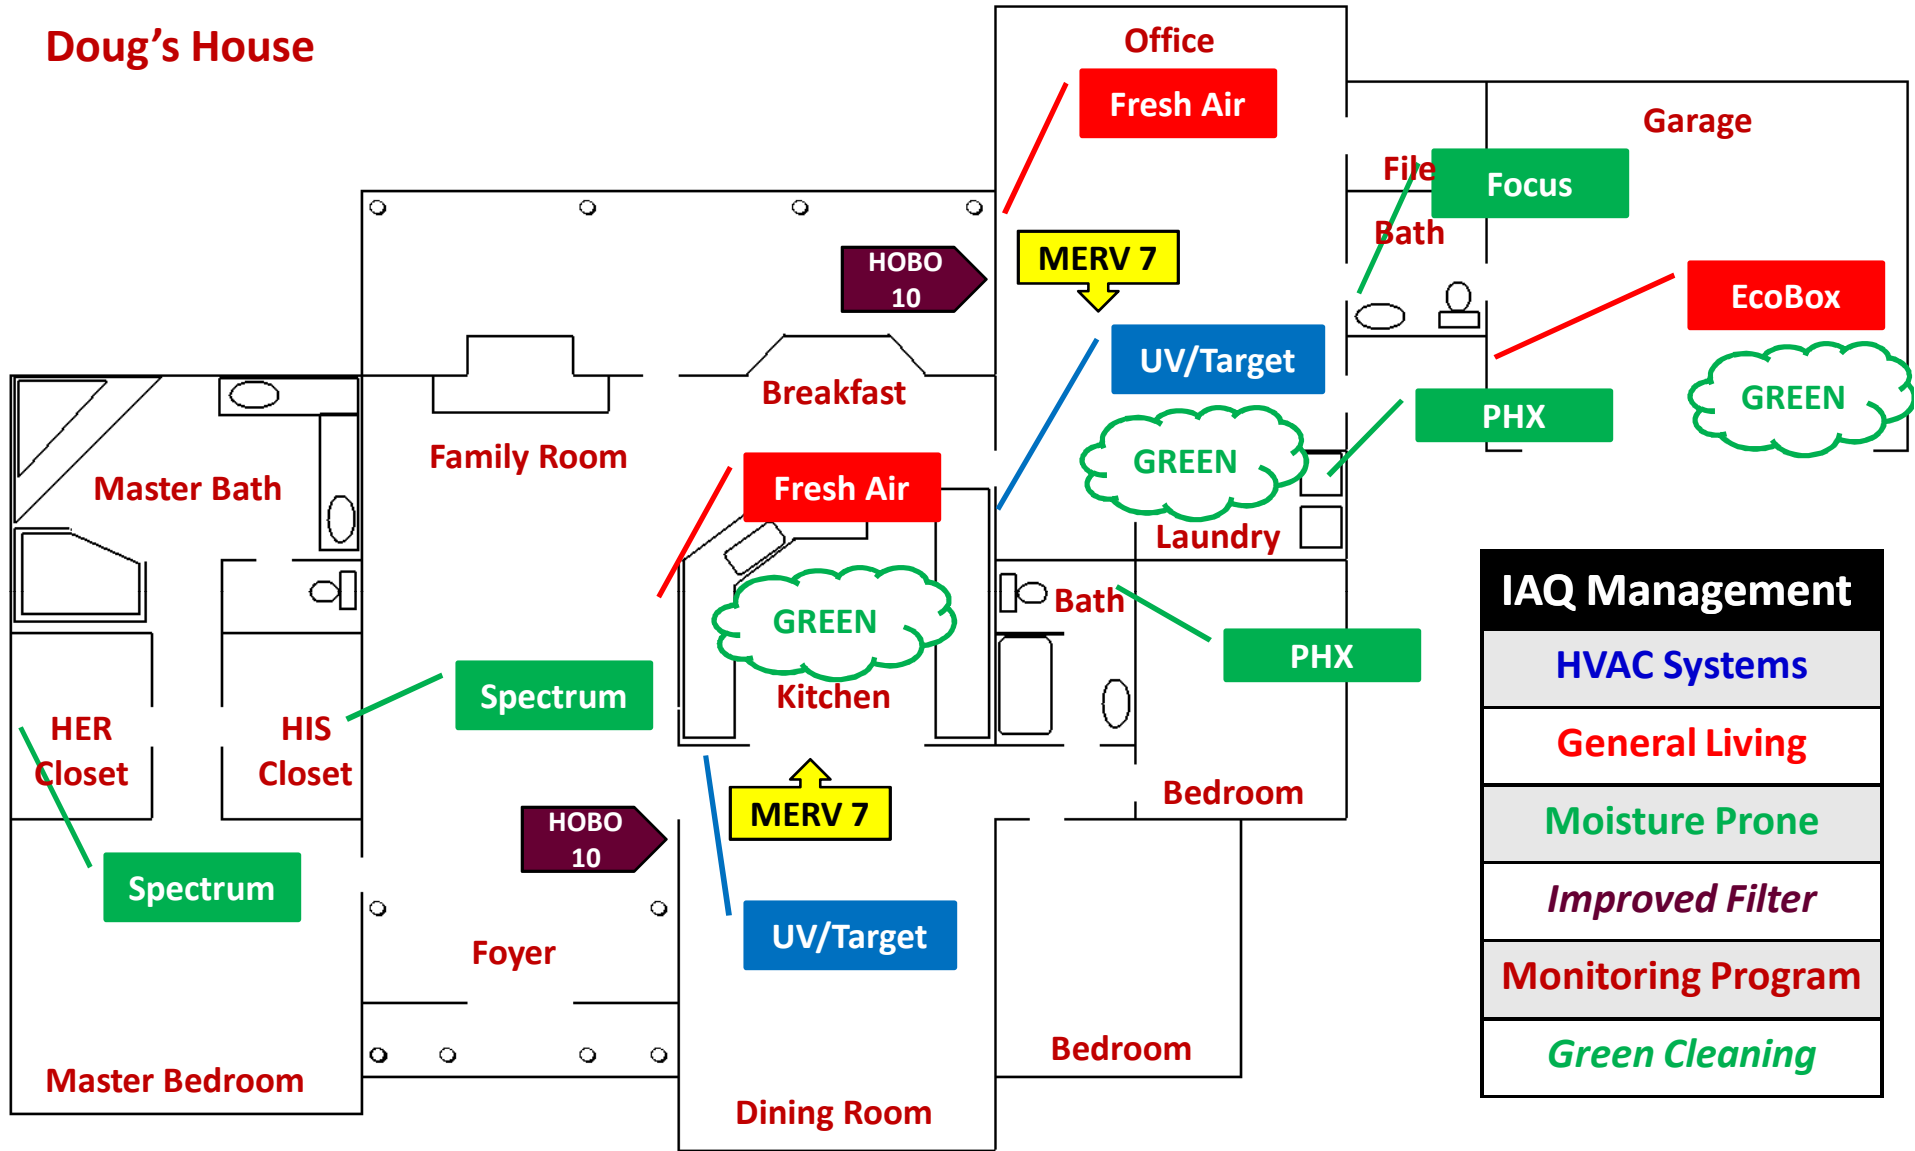 Doug's House
Office
Fresh Air
Garage
File
Focus
Bath
MERV 7
HOBO
10
EcoBox
UV/Target
Breakfast
GREEN
PHX
Family Room
GREEN
Master Bath
Fresh Air
Laundry
Bath
GREEN
PHX
Spectrum
Kitchen
HER
Closet
HIS
Closet
Bedroom
MERV 7
HOBO
10
Spectrum
UV/Target
Foyer
Bedroom
Master Bedroom
Dining Room
IAQ Management
HVAC Systems
General Living
Moisture Prone
Improved Filter
Monitoring Program
Green Cleaning